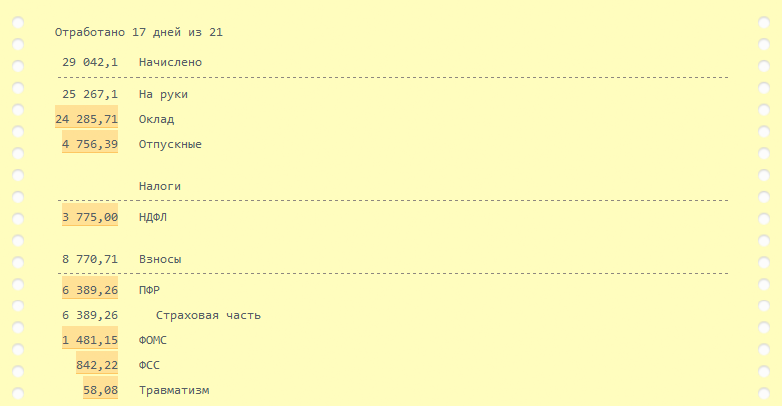 Отработано 17 дней из 21
29 042,1 Начислено
25 267,1 На руки
24 285,71 Оклад
4 756,39 Отпускные
Налоги
3 775,00 НДФЛ
8 770,71 Взносы
6 389,26 ПФР
6 389,26 Страховая часть
1 481,15 ФОМС
842,22 ФСС
58,08 Травматизм